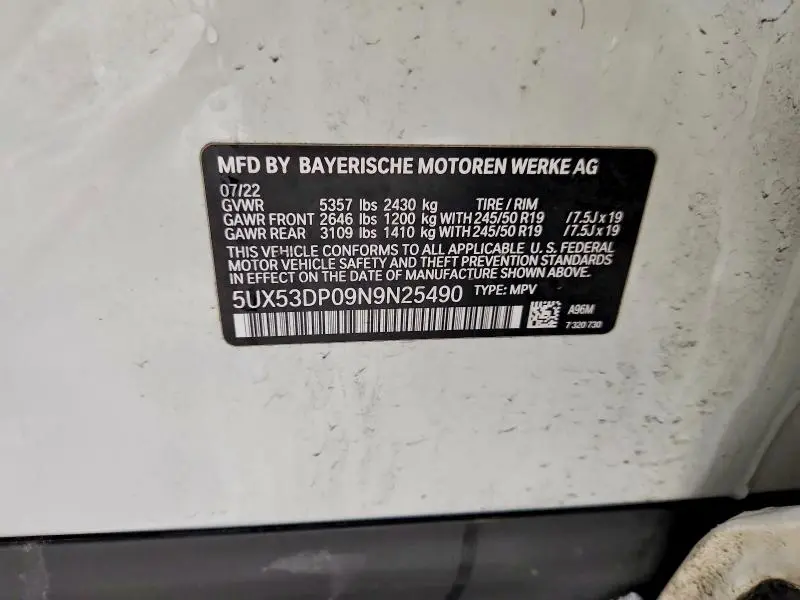 MFD BY BAYERISCHE MOTOREN WERKE AG
07/22
GVWR 5357 lbs 2430 kg TIRE / RIM
GAWR FRONT 2646 lbs 1200 kg WITH 245/50 R19 /7.5J x 19
GAWR REAR 3109 lbs 1410 kg WITH 245/50 R19 /7.5J x 19
THIS VEHICLE CONFORMS TO ALL APPLICABLE U.S. FEDERAL
MOTOR VEHICLE SAFETY AND THEFT PREVENTION STANDARDS
IN EFFECT ON THE DATE OF MANUFACTURE SHOWN ABOVE.
5UX53DP09N9N25490 TYPE: MPV
A96M
7 320 730